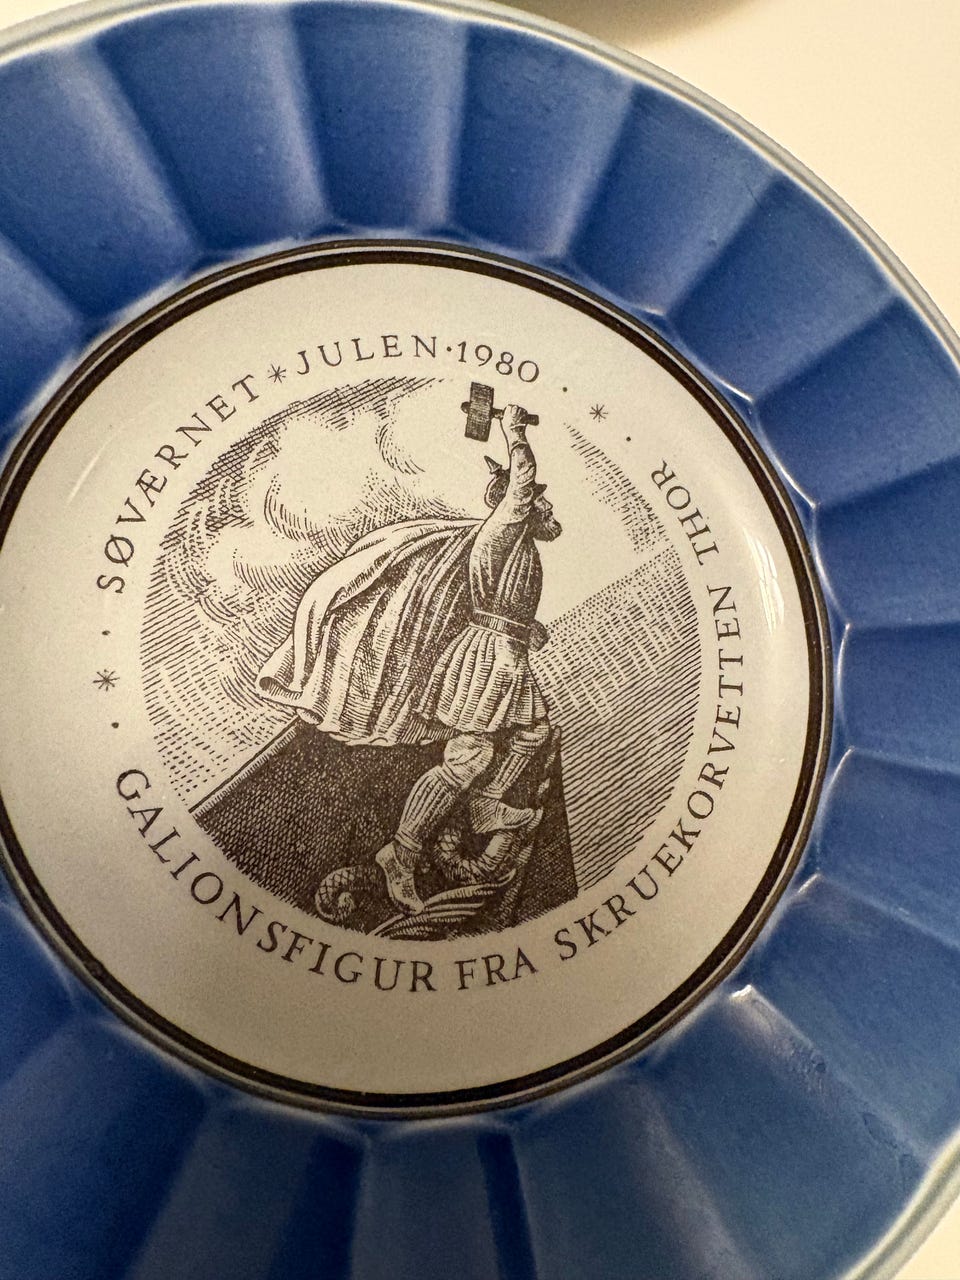 SØVÆRNET * JULEN · 1980 · * ·
GALIONSFIGUR FRA SKRUEKORVETTEN THOR